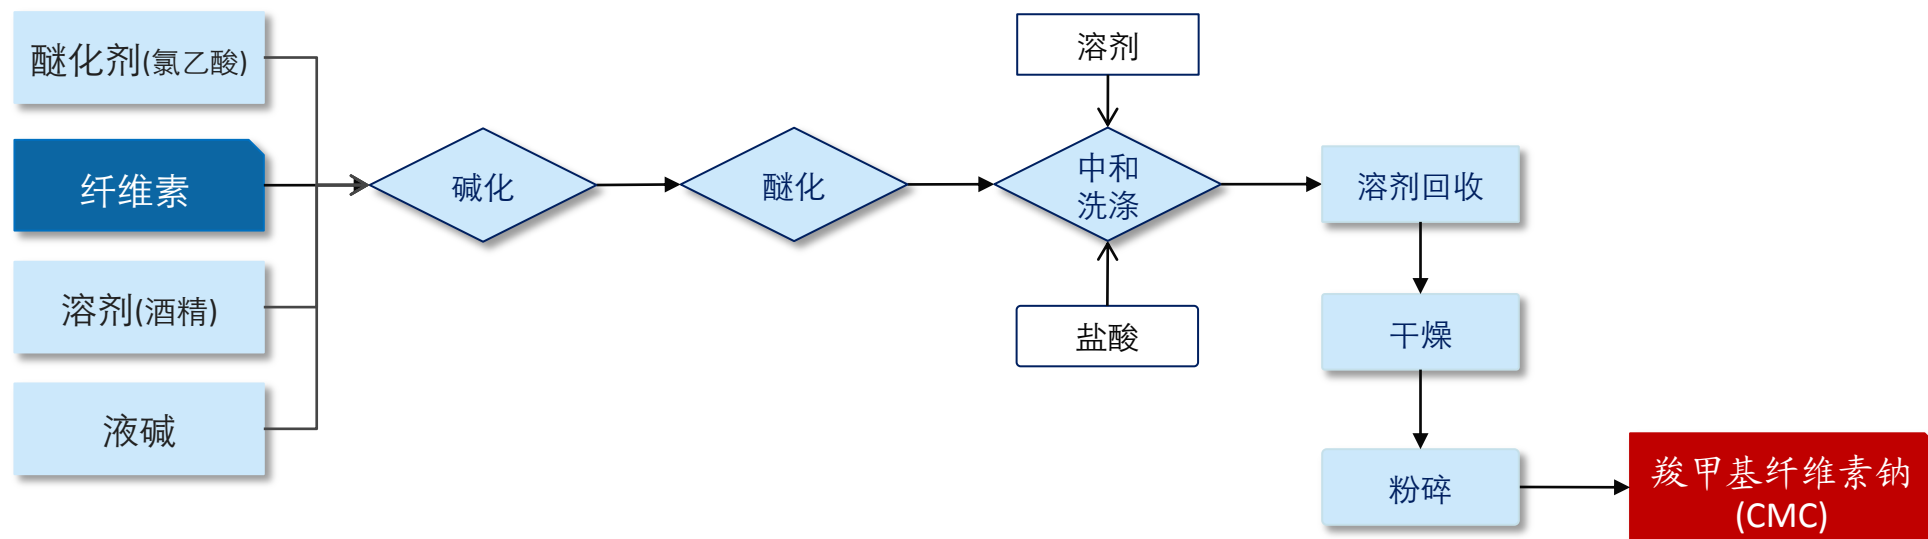 醚化剂(氯乙酸)
纤维素
溶剂(酒精)
液碱
碱化
醚化
溶剂
中和
洗涤
盐酸
溶剂回收
干燥
粉碎
羧甲基纤维素钠
(CMC)